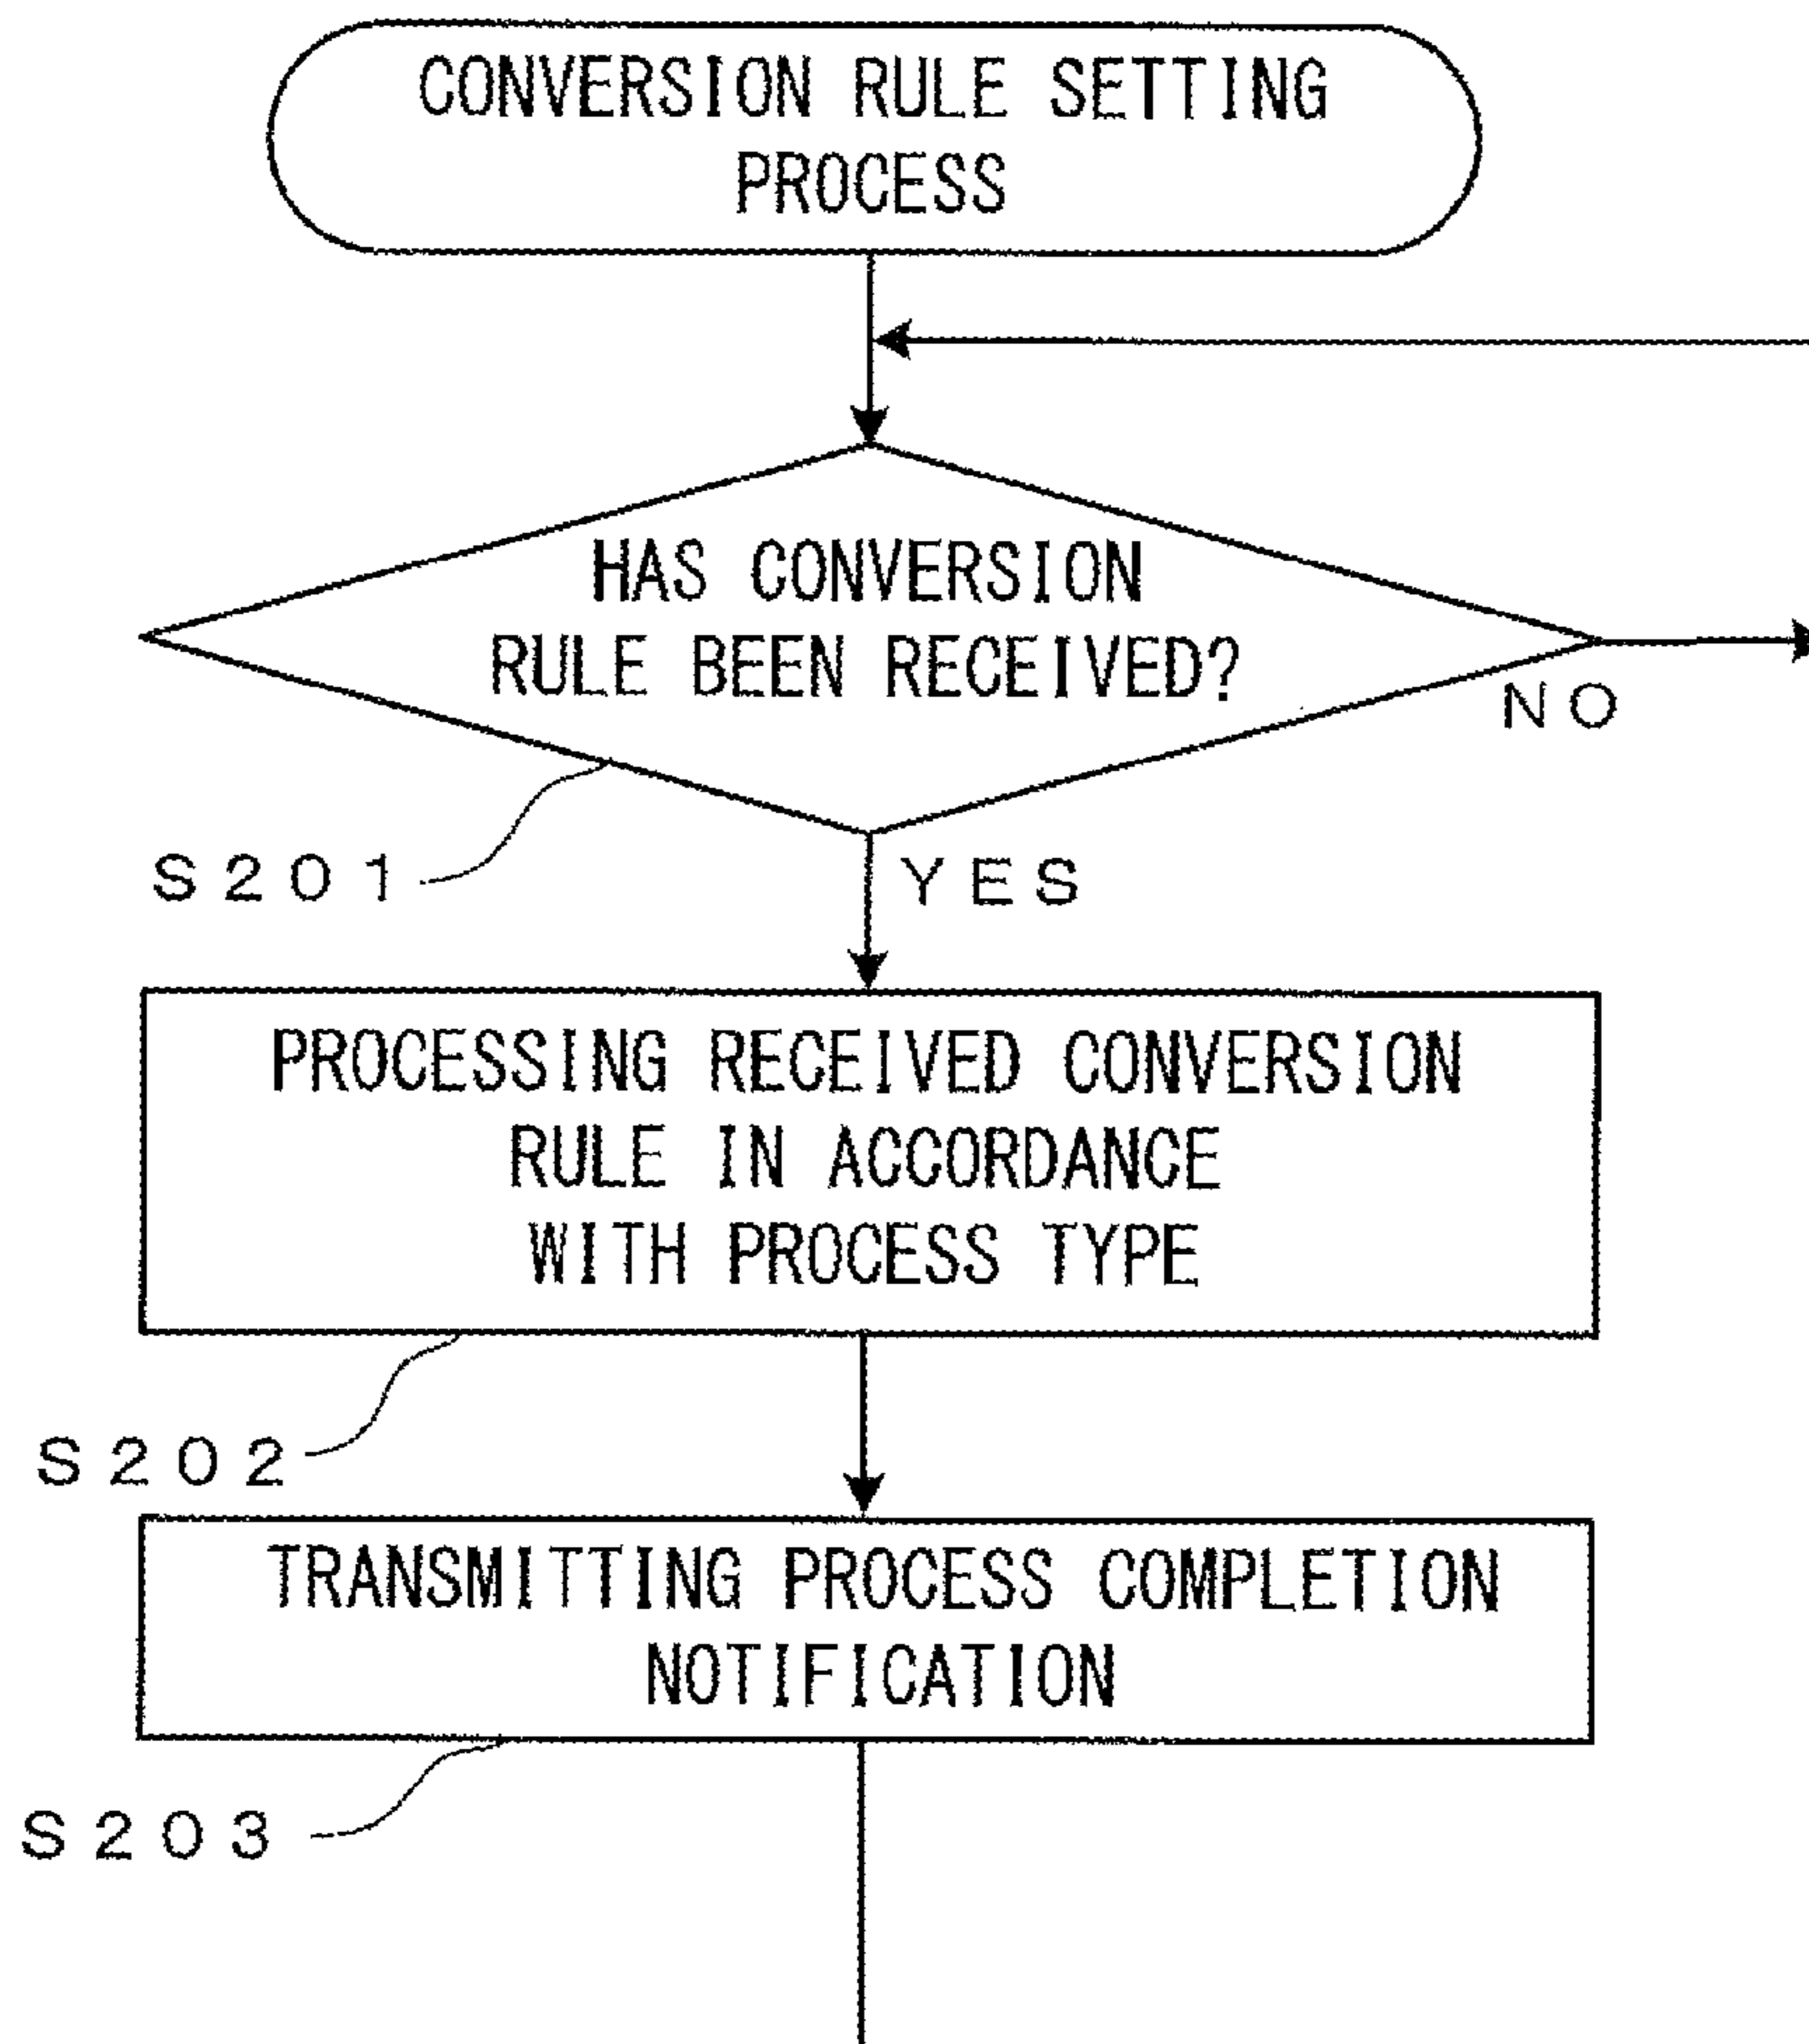 CONVERSION RULE SETTING
PROCESS
HAS CONVERSION
RULE BEEN RECEIVED?
NO
S201
YES
PROCESSING RECEIVED CONVERSION
RULE IN ACCORDANCE
WITH PROCESS TYPE
S202
TRANSMITTING PROCESS COMPLETION
NOTIFICATION
S203